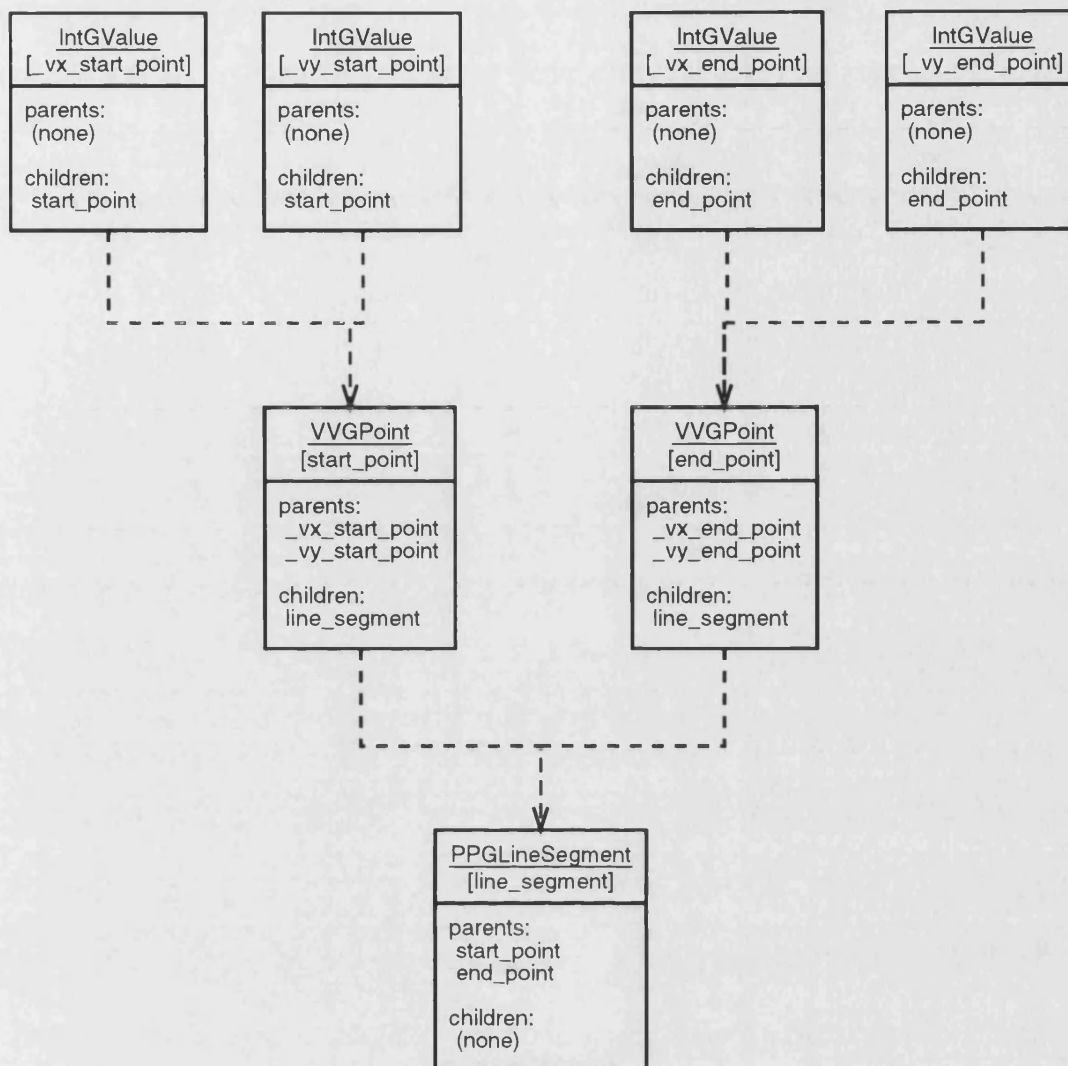 IntGValue
[_vx_start_point]
parents:
(none)
children:
start_point
IntGValue
[_vy_start_point]
parents:
(none)
children:
start_point
IntGValue
[_vx_end_point]
parents:
(none)
children:
end_point
IntGValue
[_vy_end_point]
parents:
(none)
children:
end_point
VVGPoint
[start_point]
parents:
_vx_start_point
_vy_start_point
children:
line_segment
VVGPoint
[end_point]
parents:
_vx_end_point
_vy_end_point
children:
line_segment
PPGLineSegment
[line_segment]
parents:
start_point
end_point
children:
(none)